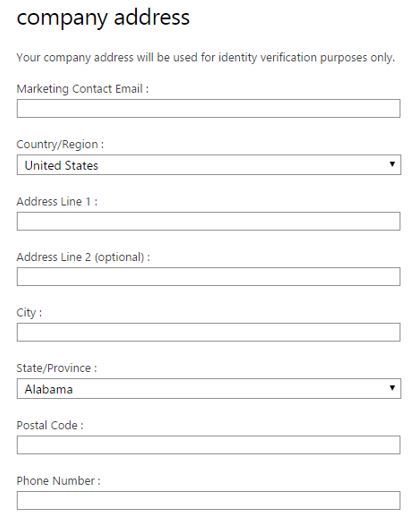 company address
Your company address will be used for identity verification purposes only.
Marketing Contact Email :
Country/Region :
United States
Address Line 1 :
Address Line 2 (optional) :
City :
State/Province :
Alabama
Postal Code :
Phone Number :